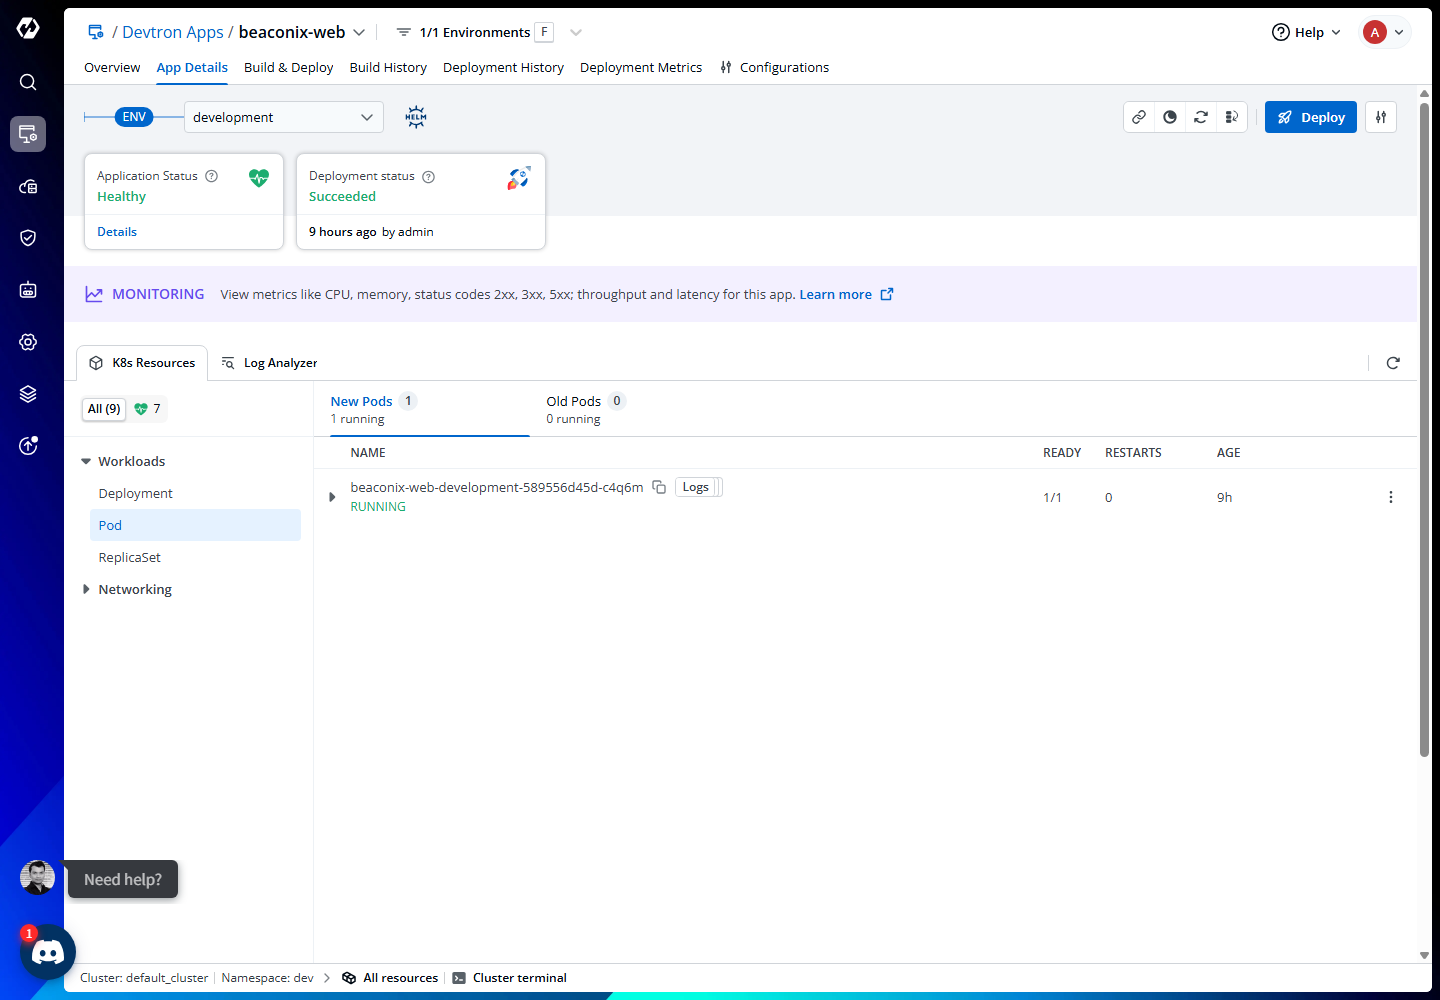 / Devtron Apps / beaconix-web
1/1 Environments F
Help
A
Overview App Details Build & Deploy Build History Deployment History Deployment Metrics Configurations
ENV development HELM
Deploy
Application Status ?
Healthy
Details
Deployment status ?
Succeeded
9 hours ago by admin
MONITORING View metrics like CPU, memory, status codes 2xx, 3xx, 5xx; throughput and latency for this app. Learn more
K8s Resources Log Analyzer
All (9) 7
New Pods 1
1 running
Old Pods 0
0 running
NAME READY RESTARTS AGE
Workloads
Deployment
Pod
ReplicaSet
Networking
beaconix-web-development-589556d45d-c4q6m Logs
RUNNING
1/1 0 9h
Need help?
1
Cluster: default_cluster Namespace: dev All resources Cluster terminal